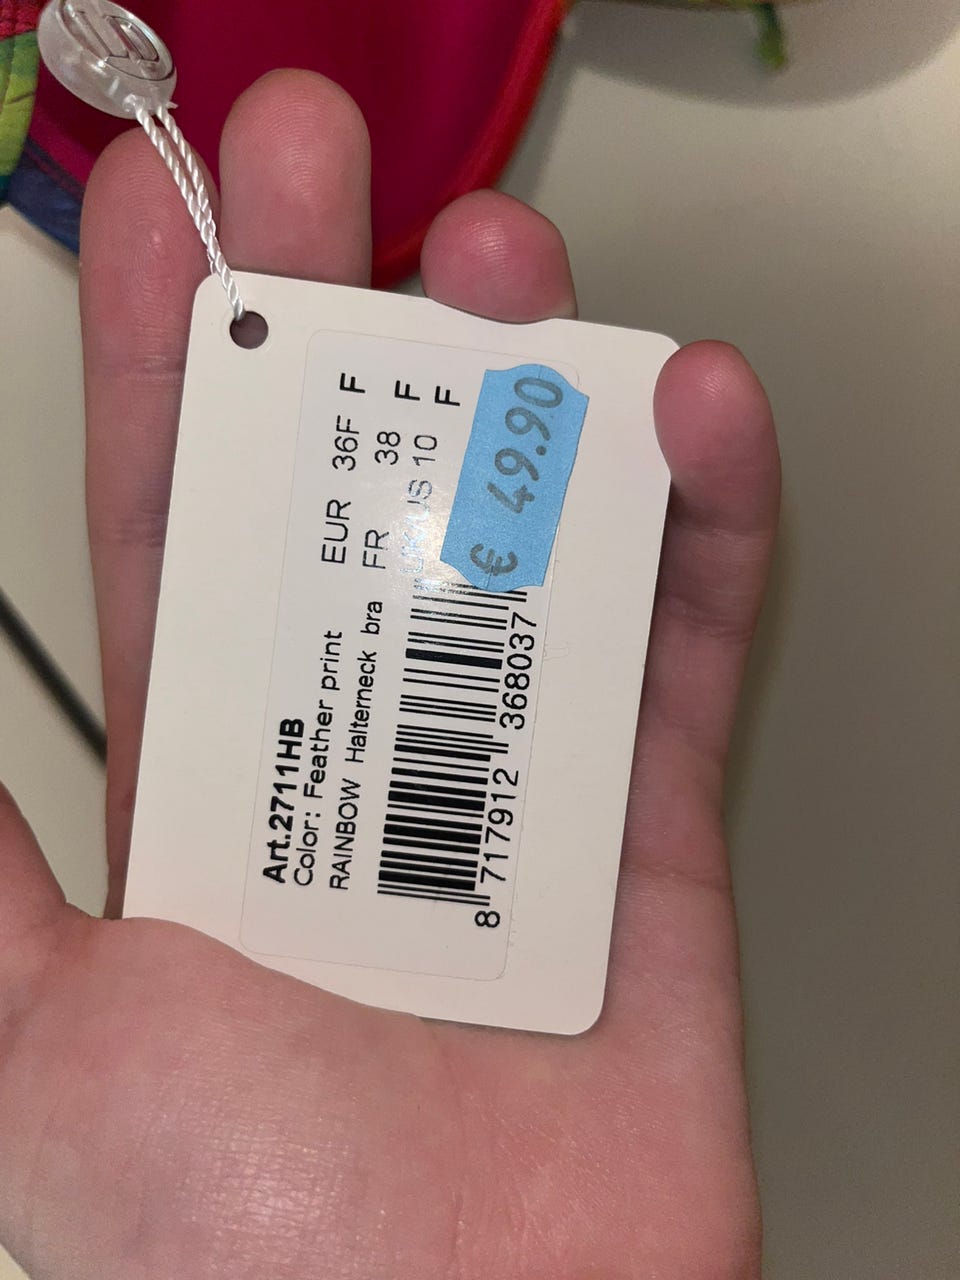 Art.2711HB
Color: Feather print EUR 36F F
RAINBOW Halterneck bra FR 38 F
UK/US 10 F
8 717912 368037
€ 49.90